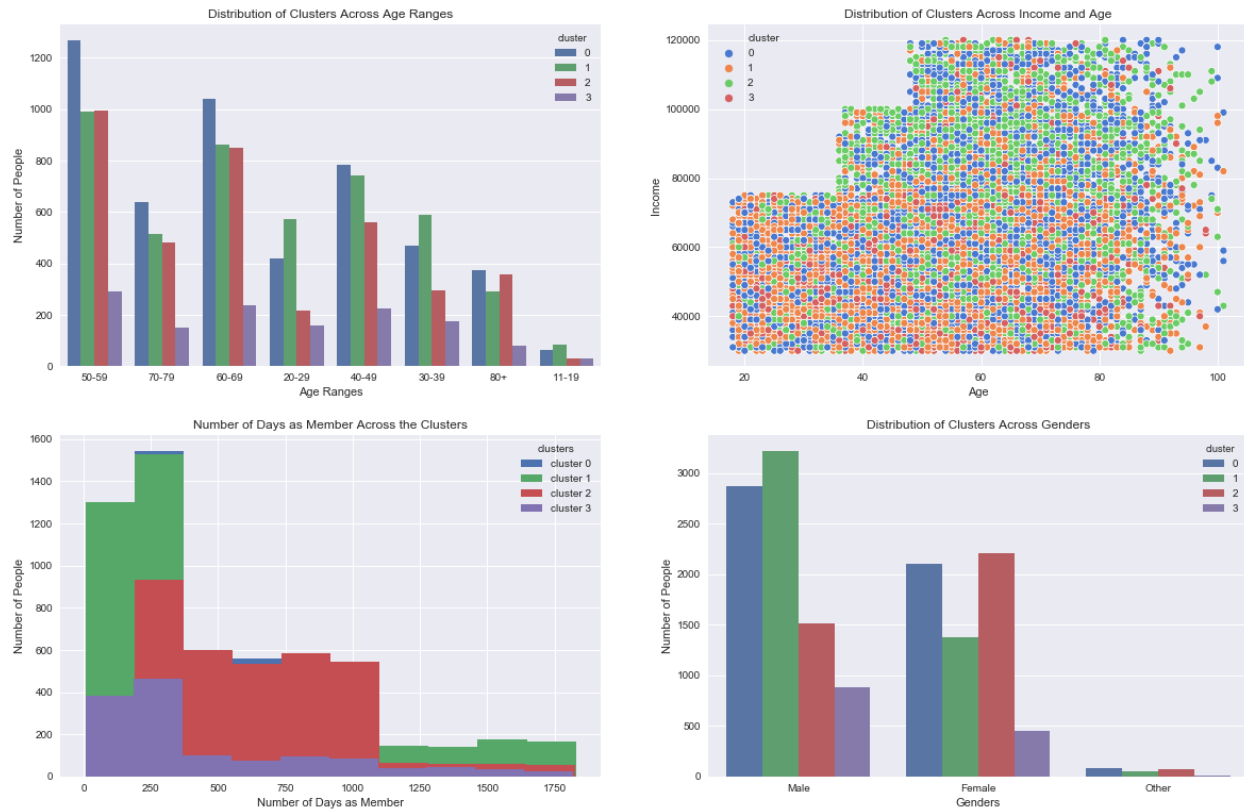 Distribution of Clusters Across Age Ranges
Number of People
1200
1000
800
600
400
200
0
cluster
0
1
2
3
50-59 70-79 60-69 20-29 40-49 30-39 80+ 11-19
Age Ranges
Distribution of Clusters Across Income and Age
Income
120000
100000
80000
60000
40000
cluster
0
1
2
3
20 40 60 80 100
Age
Number of Days as Member Across the Clusters
Number of People
1600
1400
1200
1000
800
600
400
200
0
clusters
cluster 0
cluster 1
cluster 2
cluster 3
0 250 500 750 1000 1250 1500 1750
Number of Days as Member
Distribution of Clusters Across Genders
Number of People
3000
2500
2000
1500
1000
500
0
cluster
0
1
2
3
Male Female Other
Genders